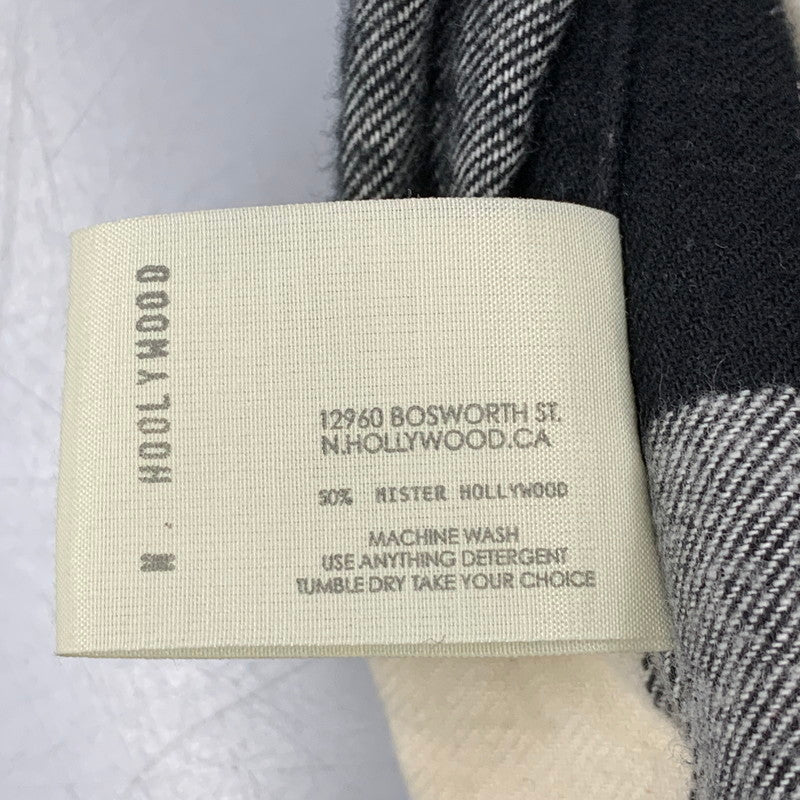 N. HOOLYWOOD
12960 BOSWORTH ST.
N.HOLLYWOOD.CA
50% MISTER HOLLYWOOD
MACHINE WASH
USE ANYTHING DETERGENT
TUMBLE DRY TAKE YOUR CHOICE